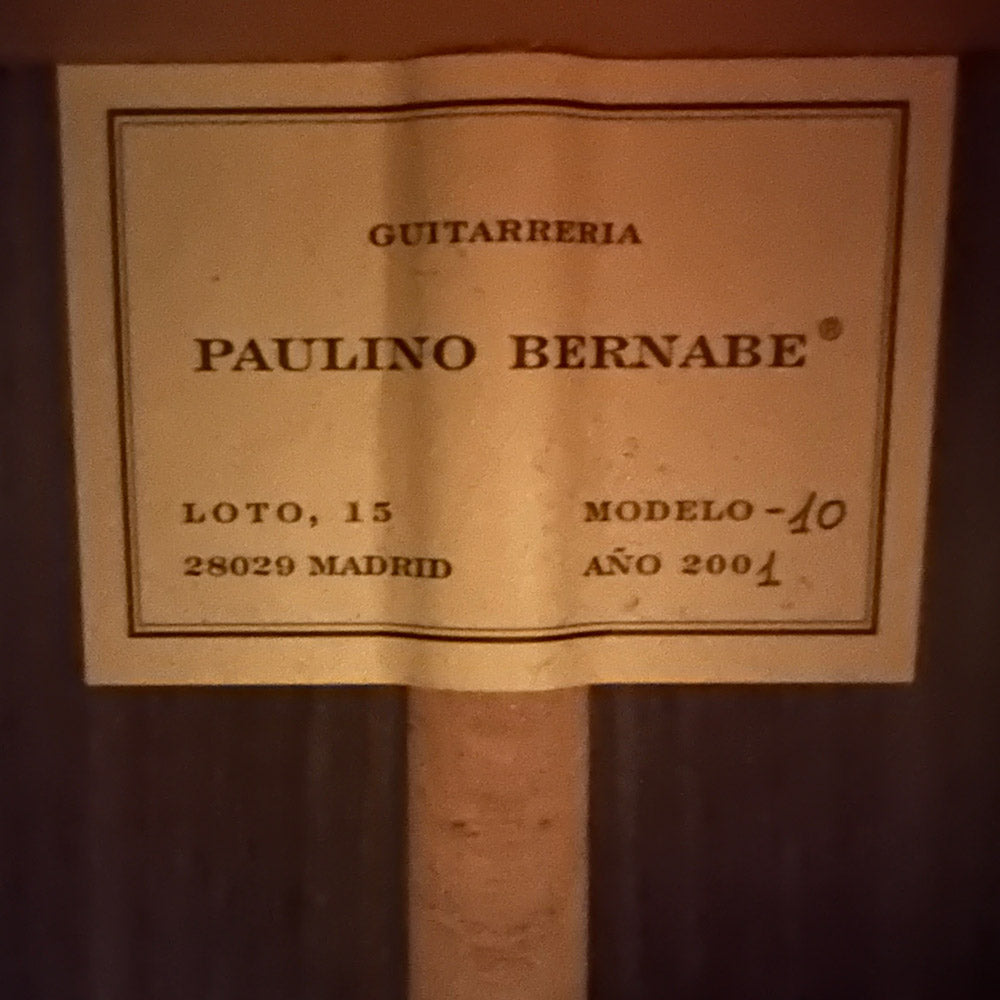 GUITARRERIA
PAULINO BERNABE®
LOTO, 15
28029 MADRID
MODELO -10
AÑO 2001